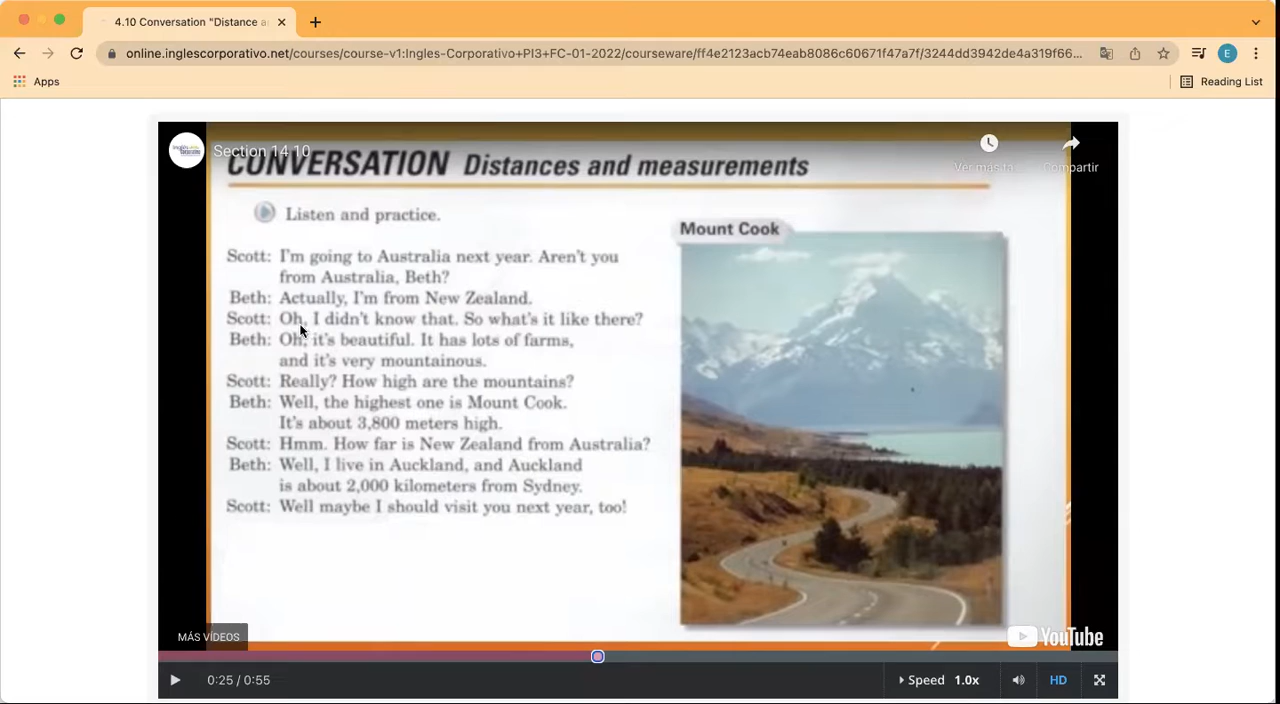 4.10 Conversation "Distance a
online.inglescorporativo.net/courses/course-v1:Ingles-Corporativo+PI3+FC-01-2022/courseware/ff4e2123acb74eab8086c60671f47a7f/3244dd3942de4a319f66...
E
Apps
Reading List
Section 14 10
CONVERSATION Distances and measurements
Ver más ta...
Compartir
Listen and practice.
Mount Cook
Scott: I'm going to Australia next year. Aren't you
from Australia, Beth?
Beth: Actually, I'm from New Zealand.
Scott: Oh, I didn't know that. So what's it like there?
Beth: Oh, it's beautiful. It has lots of farms,
and it's very mountainous.
Scott: Really? How high are the mountains?
Beth: Well, the highest one is Mount Cook.
It's about 3,800 meters high.
Scott: Hmm. How far is New Zealand from Australia?
Beth: Well, I live in Auckland, and Auckland
is about 2,000 kilometers from Sydney.
Scott: Well maybe I should visit you next year, too!
MÁS VÍDEOS
YouTube
0:25 / 0:55
Speed 1.0x
HD